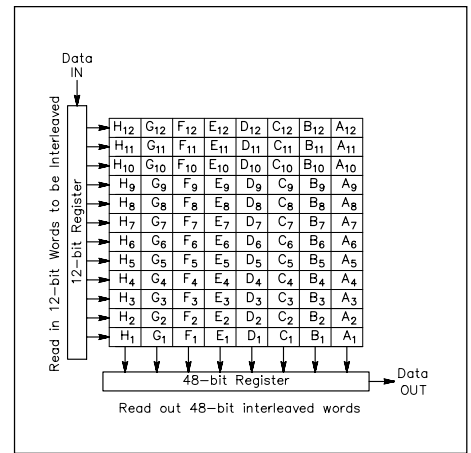 Data
IN
Read in 12-bit Words to be Interleaved
12-bit Register
H12 G12 F12 E12 D12 C12 B12 A12
H11 G11 F11 E11 D11 C11 B11 A11
H10 G10 F10 E10 D10 C10 B10 A10
H9 G9 F9 E9 D9 C9 B9 A9
H8 G8 F8 E8 D8 C8 B8 A8
H7 G7 F7 E7 D7 C7 B7 A7
H6 G6 F6 E6 D6 C6 B6 A6
H5 G5 F5 E5 D5 C5 B5 A5
H4 G4 F4 E4 D4 C4 B4 A4
H3 G3 F3 E3 D3 C3 B3 A3
H2 G2 F2 E2 D2 C2 B2 A2
H1 G1 F1 E1 D1 C1 B1 A1
48-bit Register
Data
OUT
Read out 48-bit interleaved words